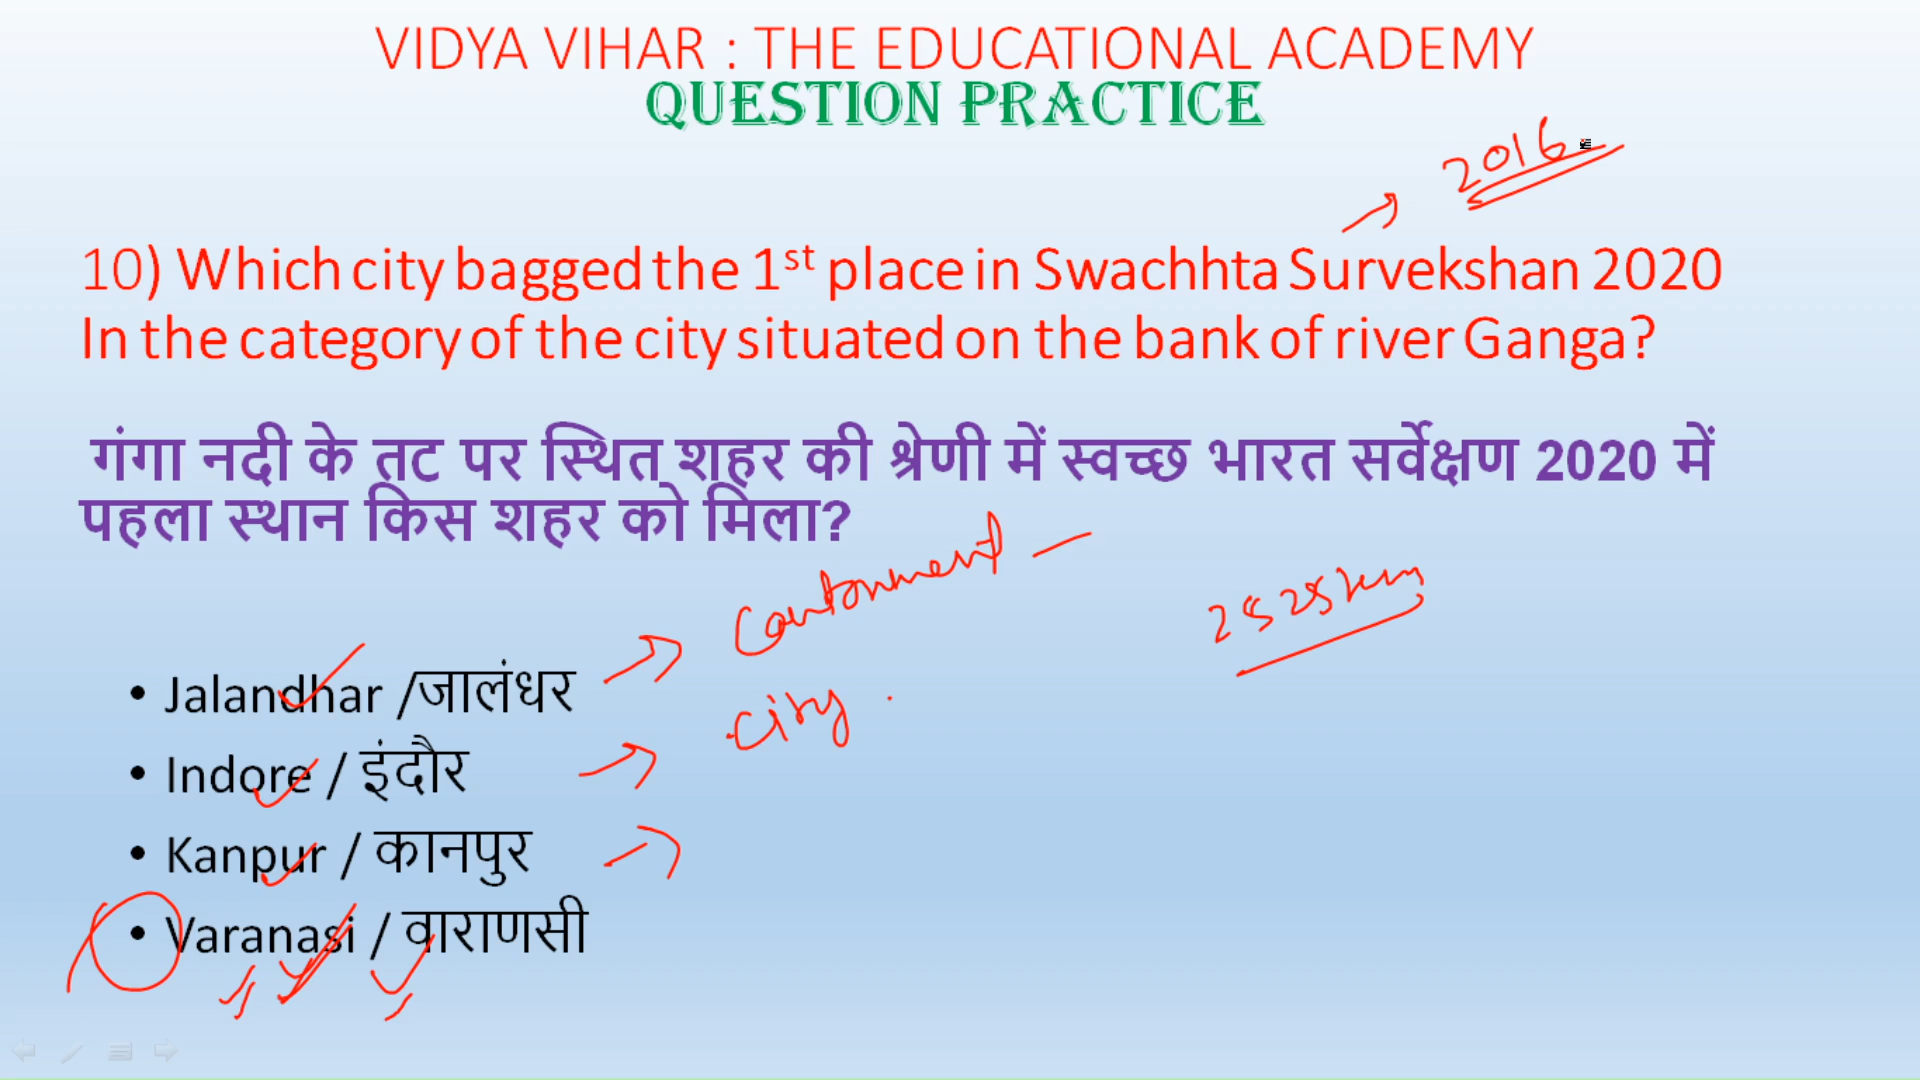 VIDYA VIHAR : THE EDUCATIONAL ACADEMY
QUESTION PRACTICE
2016
10) Which city bagged the 1st place in Swachhta Survekshan 2020
In the category of the city situated on the bank of river Ganga?
गंगा नदी के तट पर स्थित शहर की श्रेणी में स्वच्छ भारत सर्वेक्षण 2020 में
पहला स्थान किस शहर को मिला?
Cantonment -
2525 km
• Jalandhar /जालंधर
City
• Indore / इंदौर
• Kanpur / कानपुर
• Varanasi / वाराणसी